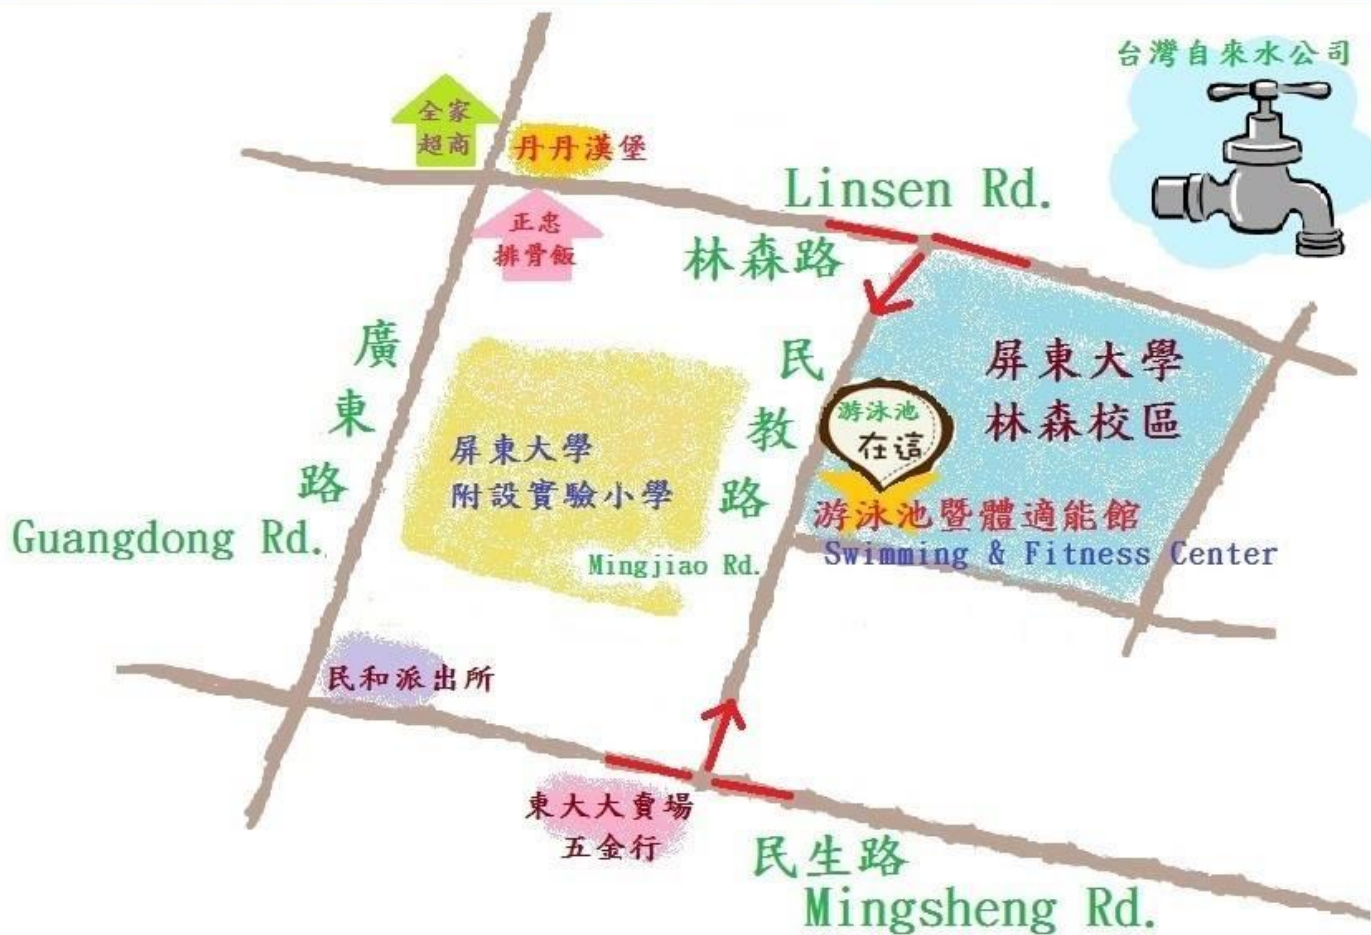 台灣自來水公司
全家
超商
丹丹漢堡
Linsen Rd.
正忠
排骨飯
林森路
廣東路
Guangdong Rd.
民教路
Mingjiao Rd.
屏東大學
林森校區
游泳池
在這
屏東大學
附設實驗小學
游泳池暨體適能館
Swimming & Fitness Center
民和派出所
東大大賣場
五金行
民生路
Mingsheng Rd.